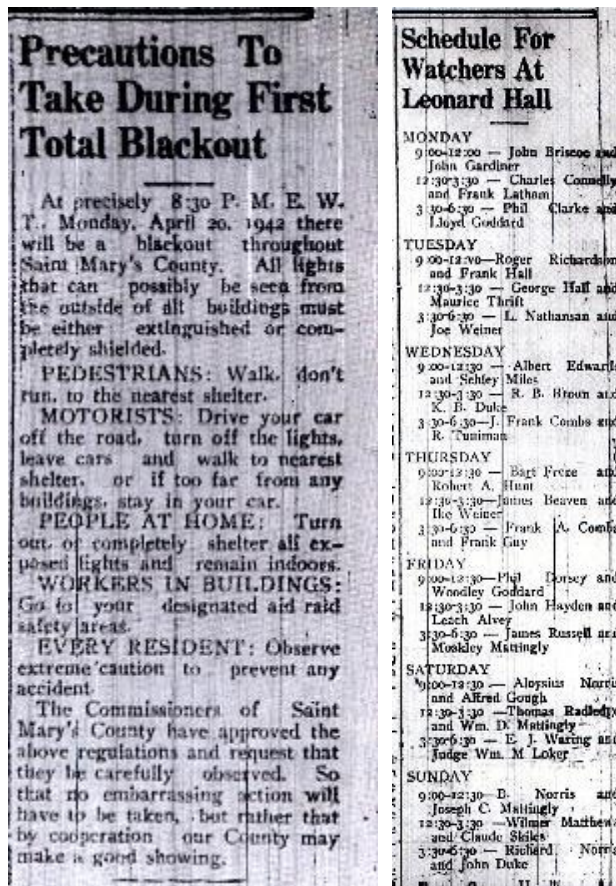 Precautions To
Take During First
Total Blackout
At precisely 8:30 P. M. E. W.
T., Monday, April 20, 1942 there
will be a blackout throughout
Saint Mary's County. All lights
that can possibly be seen from
the outside of all buildings must
be either extinguished or com-
pletely shielded.
PEDESTRIANS: Walk, don't
run, to the nearest shelter.
MOTORISTS: Drive your car
off the road, turn off the lights,
leave cars and walk to nearest
shelter, or if too far from any
buildings, stay in your car.
PEOPLE AT HOME: Turn
out, or completely shelter all ex-
posed lights and remain indoors.
WORKERS IN BUILDINGS:
Go to your designated aid raid
safety areas.
EVERY RESIDENT: Observe
extreme caution to prevent any
accident.
The Commissioners of Saint
Mary's County have approved the
above regulations and request that
they be carefully observed. So
that no embarrassing action will
have to be taken, but rather that
by cooperation our County may
make a good showing.
Schedule For
Watchers At
Leonard Hall
MONDAY
9:00-12:00 — John Briscoe and
John Gardiner
12:30-3:30 — Charles Connelly
and Frank Latham
3:30-6:30 — Phil Clarke and
Lloyd Goddard
TUESDAY
9:00-12:00—Roger Richardson
and Frank Hall
12:30-3:30 — George Hall and
Maurice Thrift
3:30-6:30 — L. Nathanson and
Joe Weiner
WEDNESDAY
9:00-12:30 — Albert Edwards
and Schley Miles
12:30-3:30 — R. B. Brown and
K. B. Duke
3:30-6:30—J. Frank Combs and
R.
THURSDAY
9:00-12:30 — Bart Freze and
Robert A. Hunt
12:30-3:30—James Beaven and
Ike Weiner
3:30-6:30 — Frank A. Combs
and Frank Guy
FRIDAY
9:00-12:30—Phil Dorsey and
Woodley Goddard
12:30-3:30 — John Hayden and
Leach Alvey
3:30-6:30 — James Russell and
Moakley Mattingly
SATURDAY
9:00-12:30 — Aloysius Norris
and Alfred Gough
12:30-3:30 —Thomas
and Wm. D. Mattingly
3:30-6:30 — E. J. Waring and
Judge Wm. M Loker
SUNDAY
9:00-12:30— B. Norris and
Joseph C. Mattingly
12:30-3:30 —Wilmer Matthews
and Claude Skiles
3:30-6:30 — Richard Norris
and John Duke